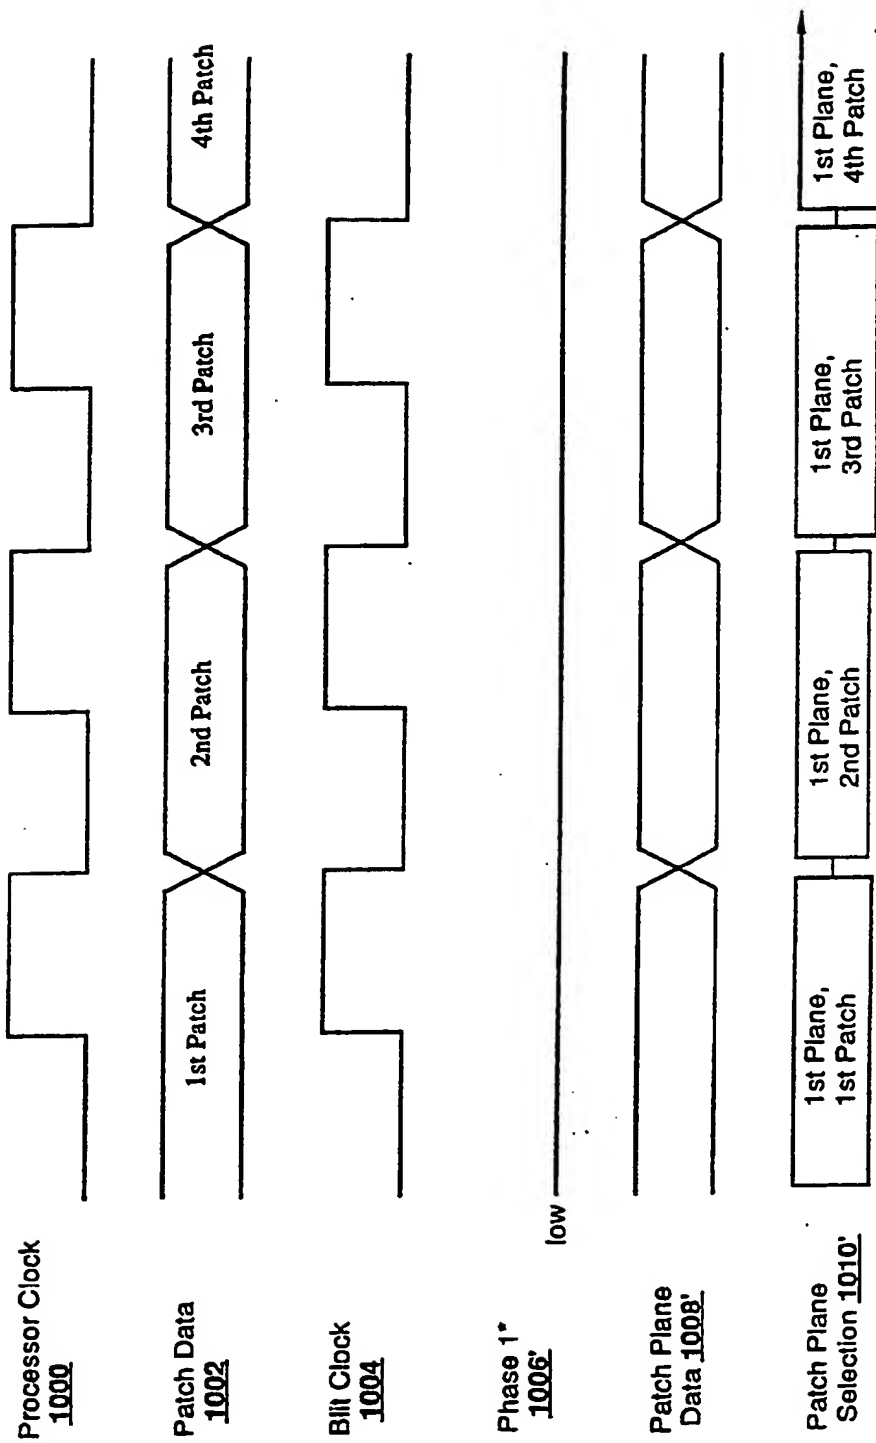 Processor Clock
1000
Patch Data
1002
1st Patch
2nd Patch
3rd Patch
4th Patch
Blit Clock
1004
Phase 1*
1006'
low
Patch Plane
Data 1008'
Patch Plane
Selection 1010'
1st Plane,
1st Patch
1st Plane,
2nd Patch
1st Plane,
3rd Patch
1st Plane,
4th Patch